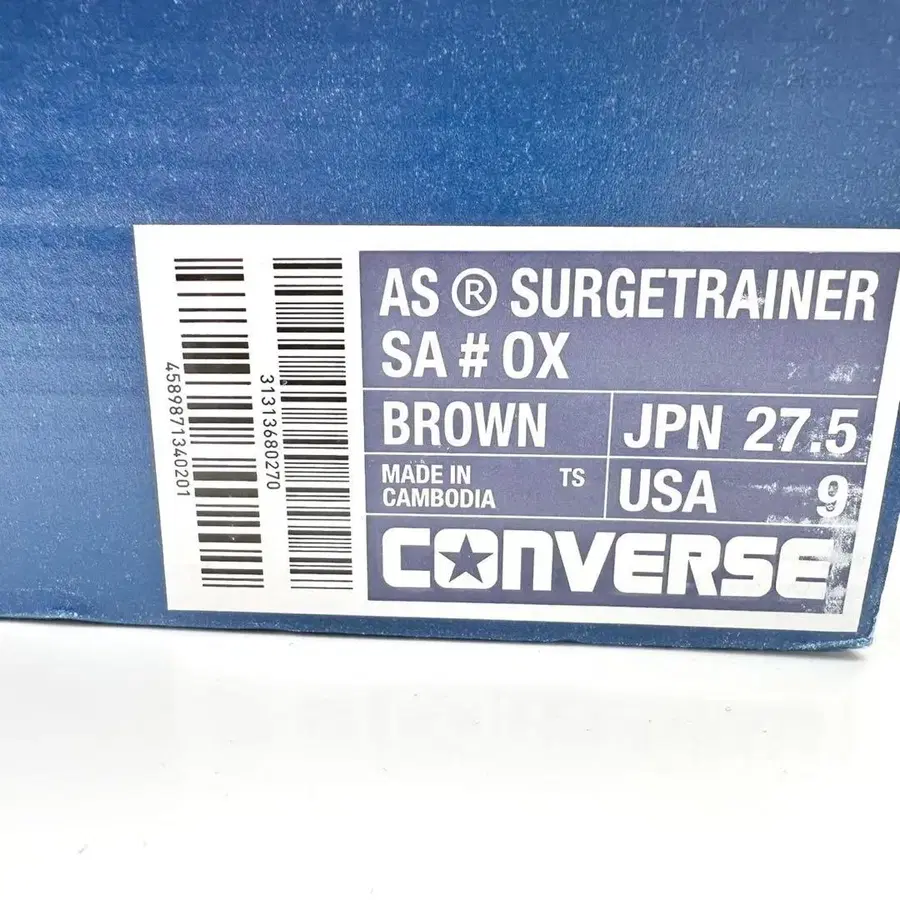 AS ® SURGETRAINER
SA # OX
BROWN
JPN 27.5
MADE IN
CAMBODIA
TS
USA 9
CONVERSE
4589871340201
31313680270